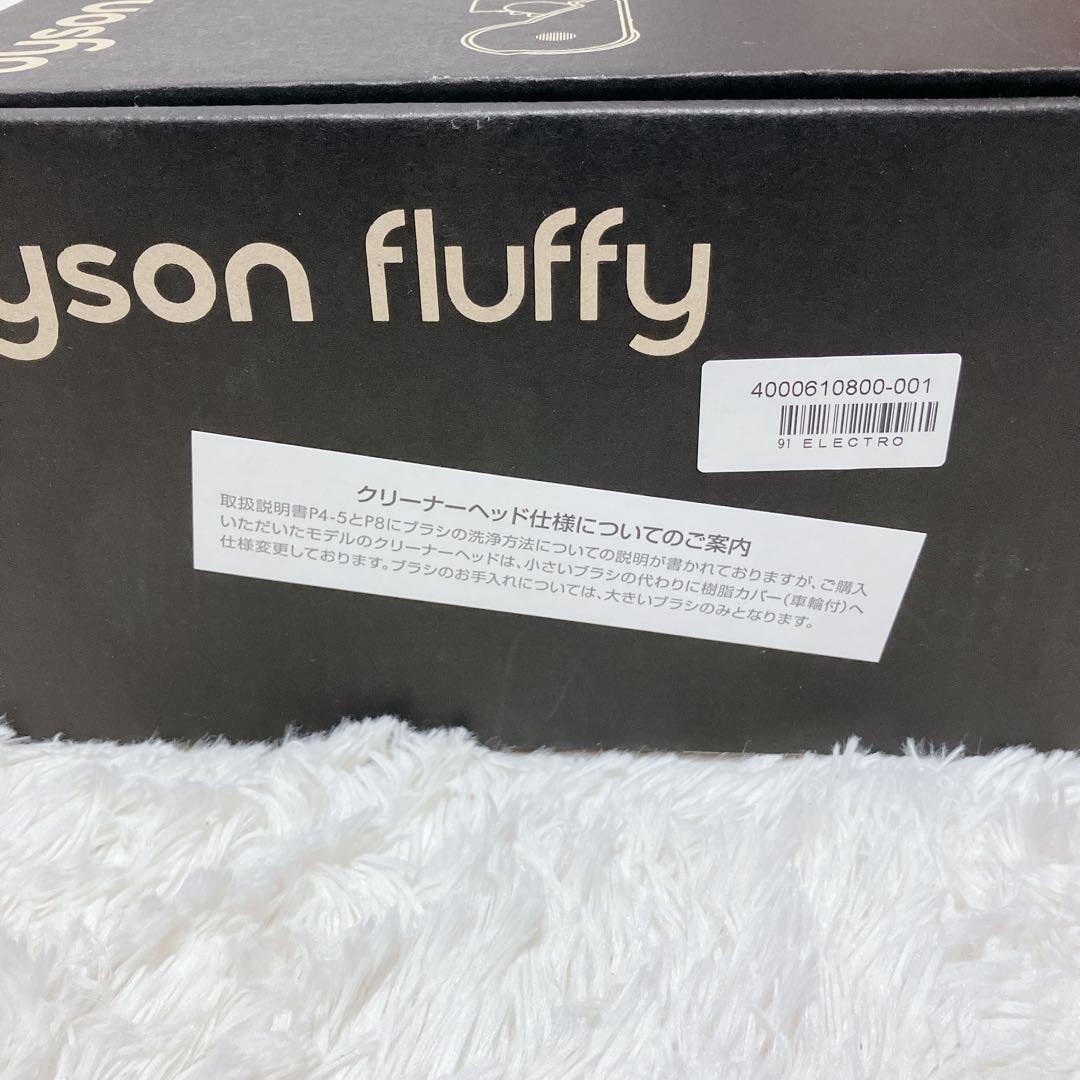 dyson
yson fluffy
4000610800-001
91 ELECTRO
クリーナーヘッド仕様についてのご案内
取扱説明書P4-5とP8にブラシの洗浄方法についての説明が書かれておりますが、ご購入
いただいたモデルのクリーナーヘッドは、小さいブラシの代わりに樹脂カバー(車輪付)へ
仕様変更しております。ブラシのお手入れについては、大きいブラシのみとなります。